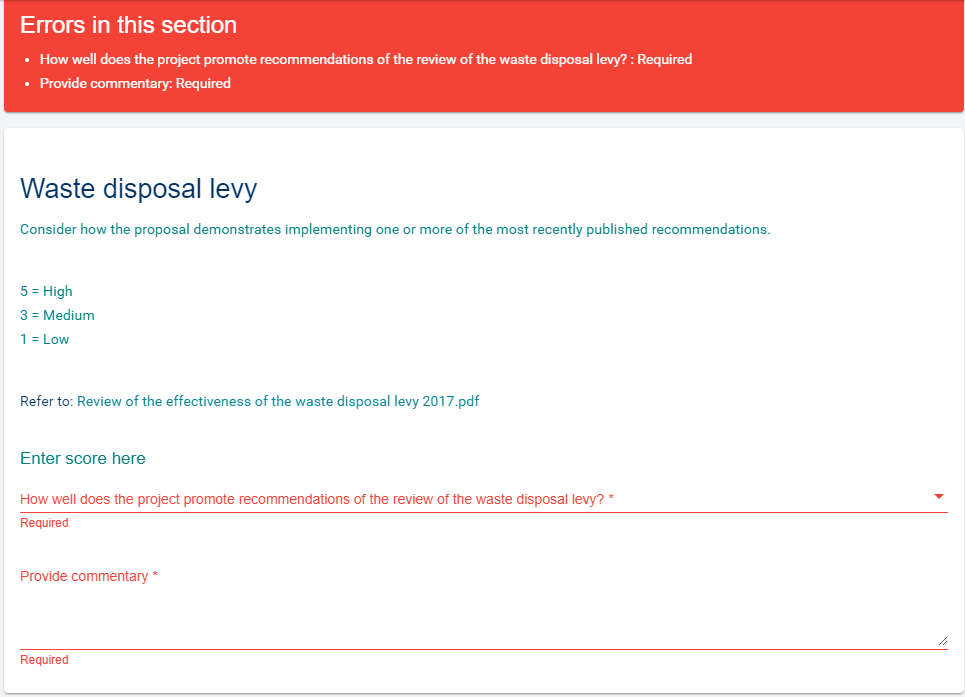 Errors in this section
• How well does the project promote recommendations of the review of the waste disposal levy? : Required
• Provide commentary: Required
Waste disposal levy
Consider how the proposal demonstrates implementing one or more of the most recently published recommendations.
5 = High
3 = Medium
1 = Low
Refer to: Review of the effectiveness of the waste disposal levy 2017.pdf
Enter score here
How well does the project promote recommendations of the review of the waste disposal levy? *
Required
Provide commentary *
Required